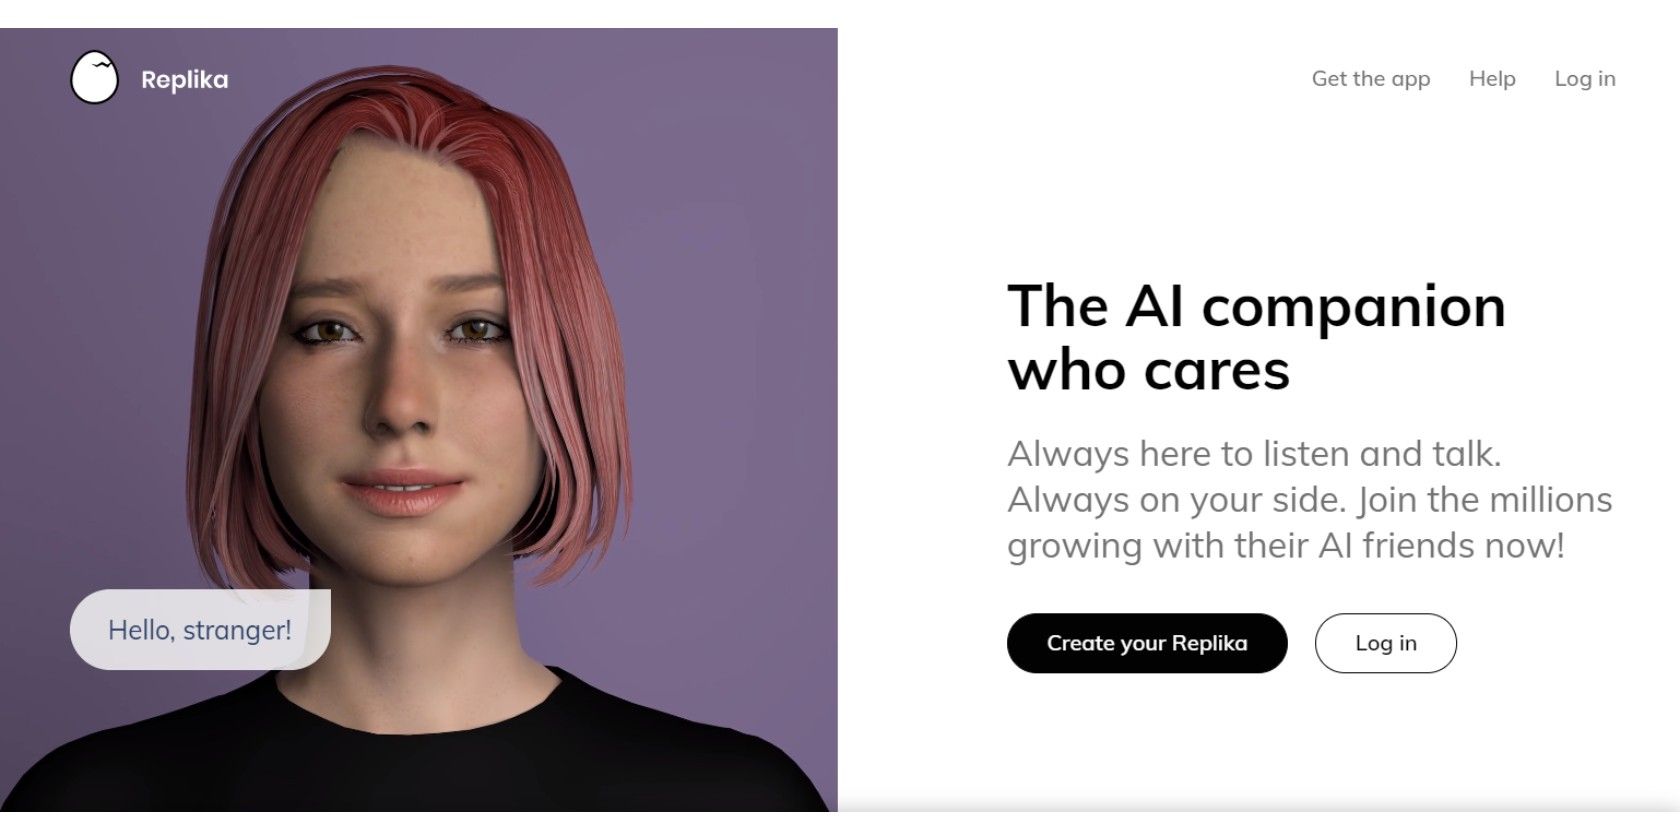 Replika
Get the app
Help
Log in
The AI companion
who cares
Always here to listen and talk.
Always on your side. Join the millions
growing with their AI friends now!
Create your Replika
Log in
Hello, stranger!